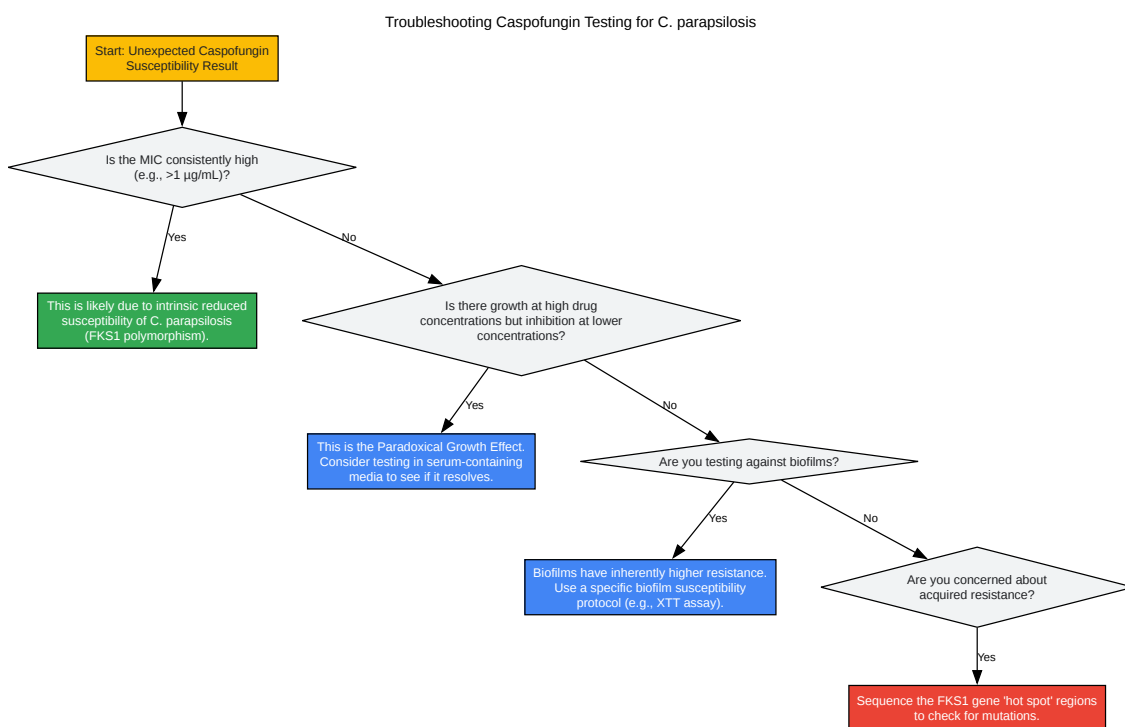 Troubleshooting Caspofungin Testing for C. parapsilosis
Start: Unexpected Caspofungin
Susceptibility Result
Is the MIC consistently high
(e.g., >1 µg/mL)?
Yes
No
This is likely due to intrinsic reduced
susceptibility of C. parapsilosis
(FKS1 polymorphism).
Is there growth at high drug
concentrations but inhibition at lower
concentrations?
Yes
No
This is the Paradoxical Growth Effect.
Consider testing in serum-containing
media to see if it resolves.
Are you testing against biofilms?
Yes
No
Biofilms have inherently higher resistance.
Use a specific biofilm susceptibility
protocol (e.g., XTT assay).
Are you concerned about
acquired resistance?
Yes
Sequence the FKS1 gene 'hot spot' regions
to check for mutations.